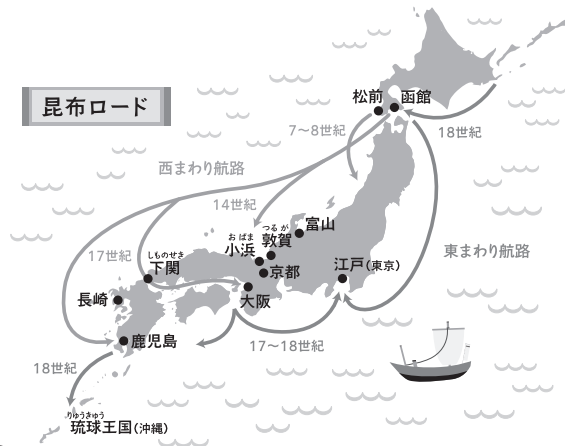 昆布ロード
松前
函館
7〜8世紀
18世紀
西まわり航路
14世紀
富山
つるが
敦賀
おばま
小浜
東まわり航路
17世紀
しものせき
下関
京都
江戸(東京)
長崎
大阪
鹿児島
17〜18世紀
18世紀
りゅうきゅう
琉球王国(沖縄)